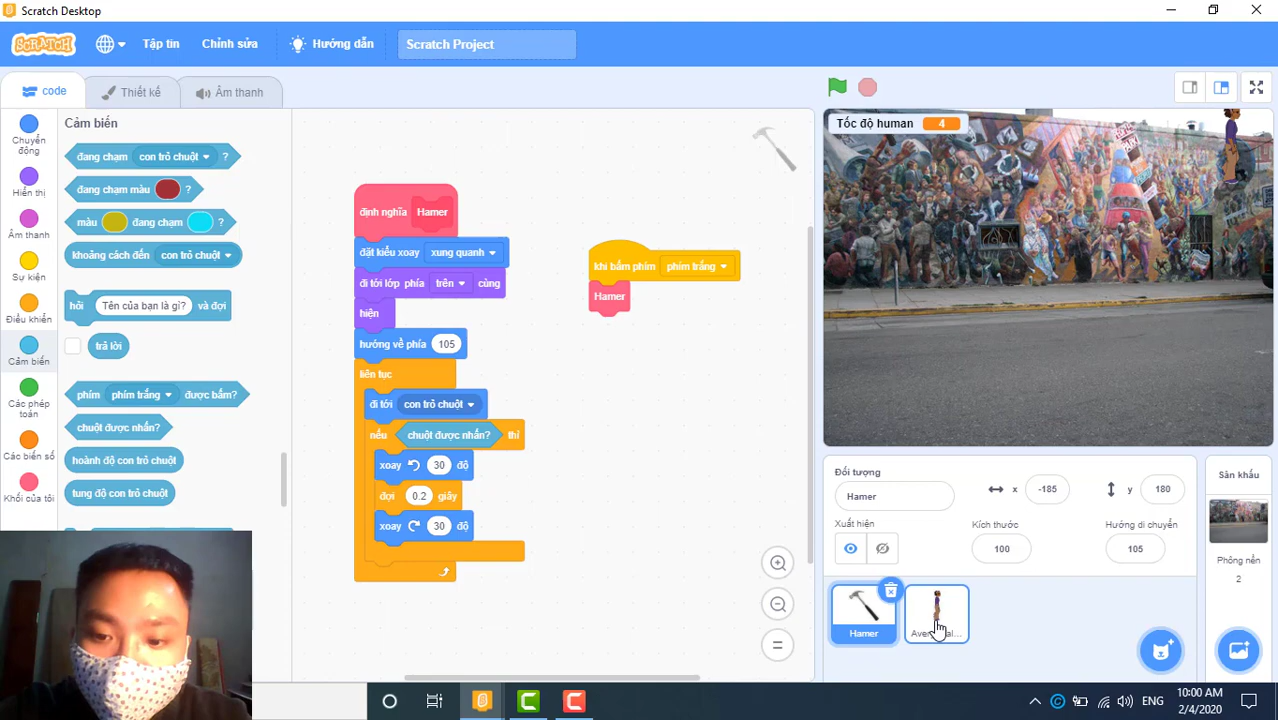 Scratch Desktop
SCRATCH
Tập tin
Chỉnh sửa
Hướng dẫn
Scratch Project
code
Thiết kế
Âm thanh
Chuyển động
Hiển thị
Âm thanh
Sự kiện
Điều khiển
Cảm biến
Các phép toán
Các biến số
Khối của tôi
Cảm biến
đang chạm con trỏ chuột ?
đang chạm màu ?
màu đang chạm ?
khoảng cách đến con trỏ chuột
hỏi Tên của bạn là gì? và đợi
trả lời
phím phím trắng được bấm?
chuột được nhấn?
hoành độ con trỏ chuột
tung độ con trỏ chuột
định nghĩa Hamer
đặt kiểu xoay xung quanh
đi tới lớp phía trên cùng
hiện
hướng về phía 105
liên tục
đi tới con trỏ chuột
nếu chuột được nhấn? thì
xoay 30 độ
đợi 0.2 giây
xoay 30 độ
khi bấm phím phím trắng
Hamer
Tốc độ human 4
Đối tượng
Hamer
x -185
y 180
Xuất hiện
Kích thước
100
Hướng di chuyển
105
Hamer
Sân khấu
Phông nền
2
ENG
10:00 AM
2/4/2020